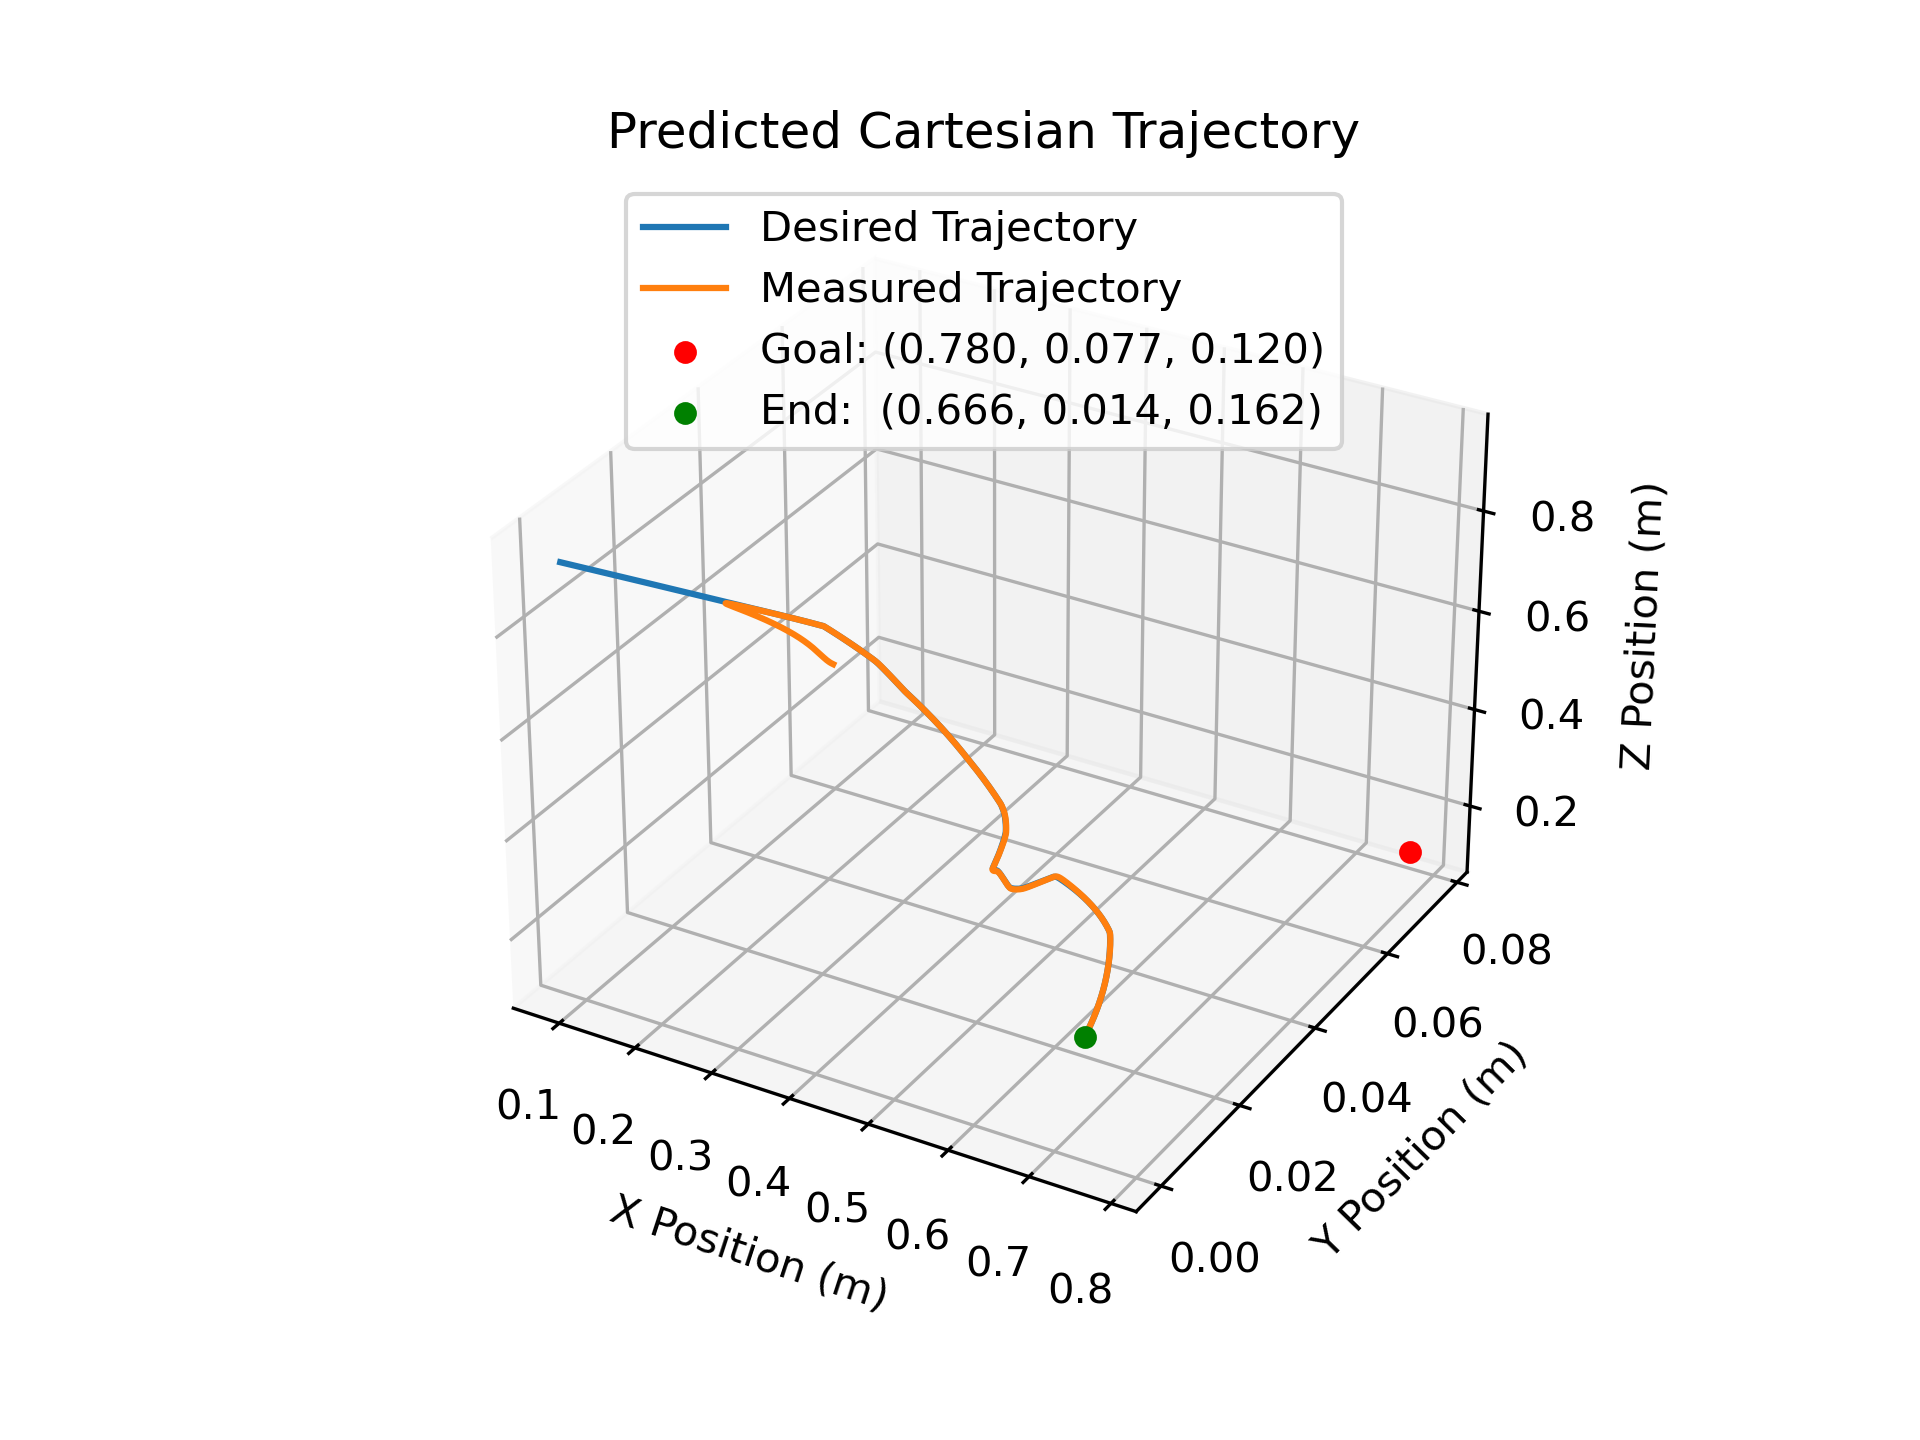 Predicted Cartesian Trajectory
Desired Trajectory
Measured Trajectory
Goal: (0.780, 0.077, 0.120)
End: (0.666, 0.014, 0.162)
0.8
0.6
0.4
0.2
Z Position (m)
0.08
0.06
0.04
0.02
0.00
Y Position (m)
0.1
0.2
0.3
0.4
0.5
0.6
0.7
0.8
X Position (m)